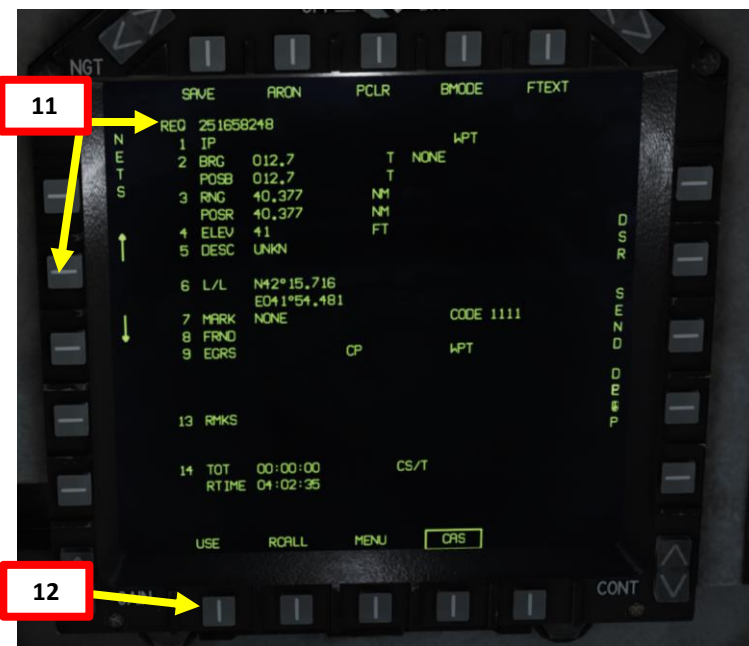 NGT
11
SAVE ARON PCLR BMODE FTEXT
NETS
REQ 251658248
1 IP WPT
2 BRG 012.7 T NONE
POSB 012.7 T
3 RNG 40.377 NM
POSR 40.377 NM
4 ELEV 41 FT
5 DESC UNKN
DSR
6 L/L N42°15.716
E041°54.481
SEND
7 MARK NONE CODE 1111
8 FRND
9 EGRS CP WPT
13 RMKS
14 TOT 00:00:00 CS/T
RTIME 04:02:35
USE RCALL MENU CAS
12
CONT